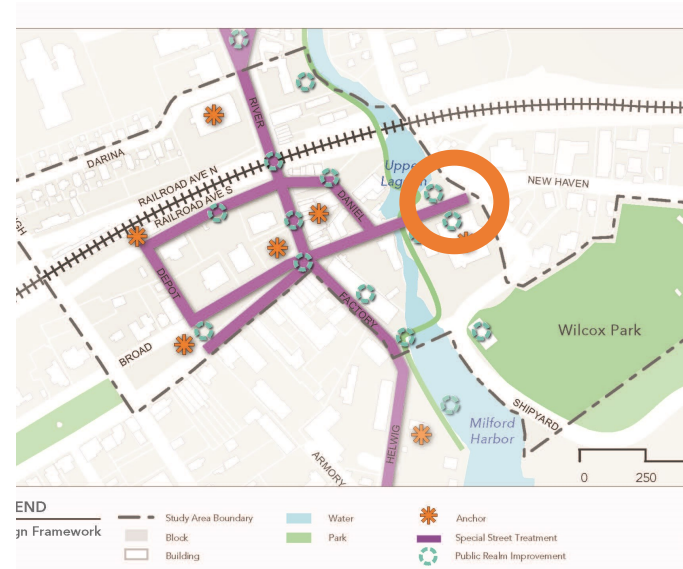 RIVER
DARINA
RAILROAD AVE N
RAILROAD AVE S
Upper
Lagoon
NEW HAVEN
DANIEL
GH
DEPOT
FACTORY
BROAD
Wilcox Park
SHIPYARD
Milford
Harbor
HELWIG
ARMORY
0 250
END
gn Framework
Study Area Boundary
Block
Building
Water
Park
Anchor
Special Street Treatment
Public Realm Improvement